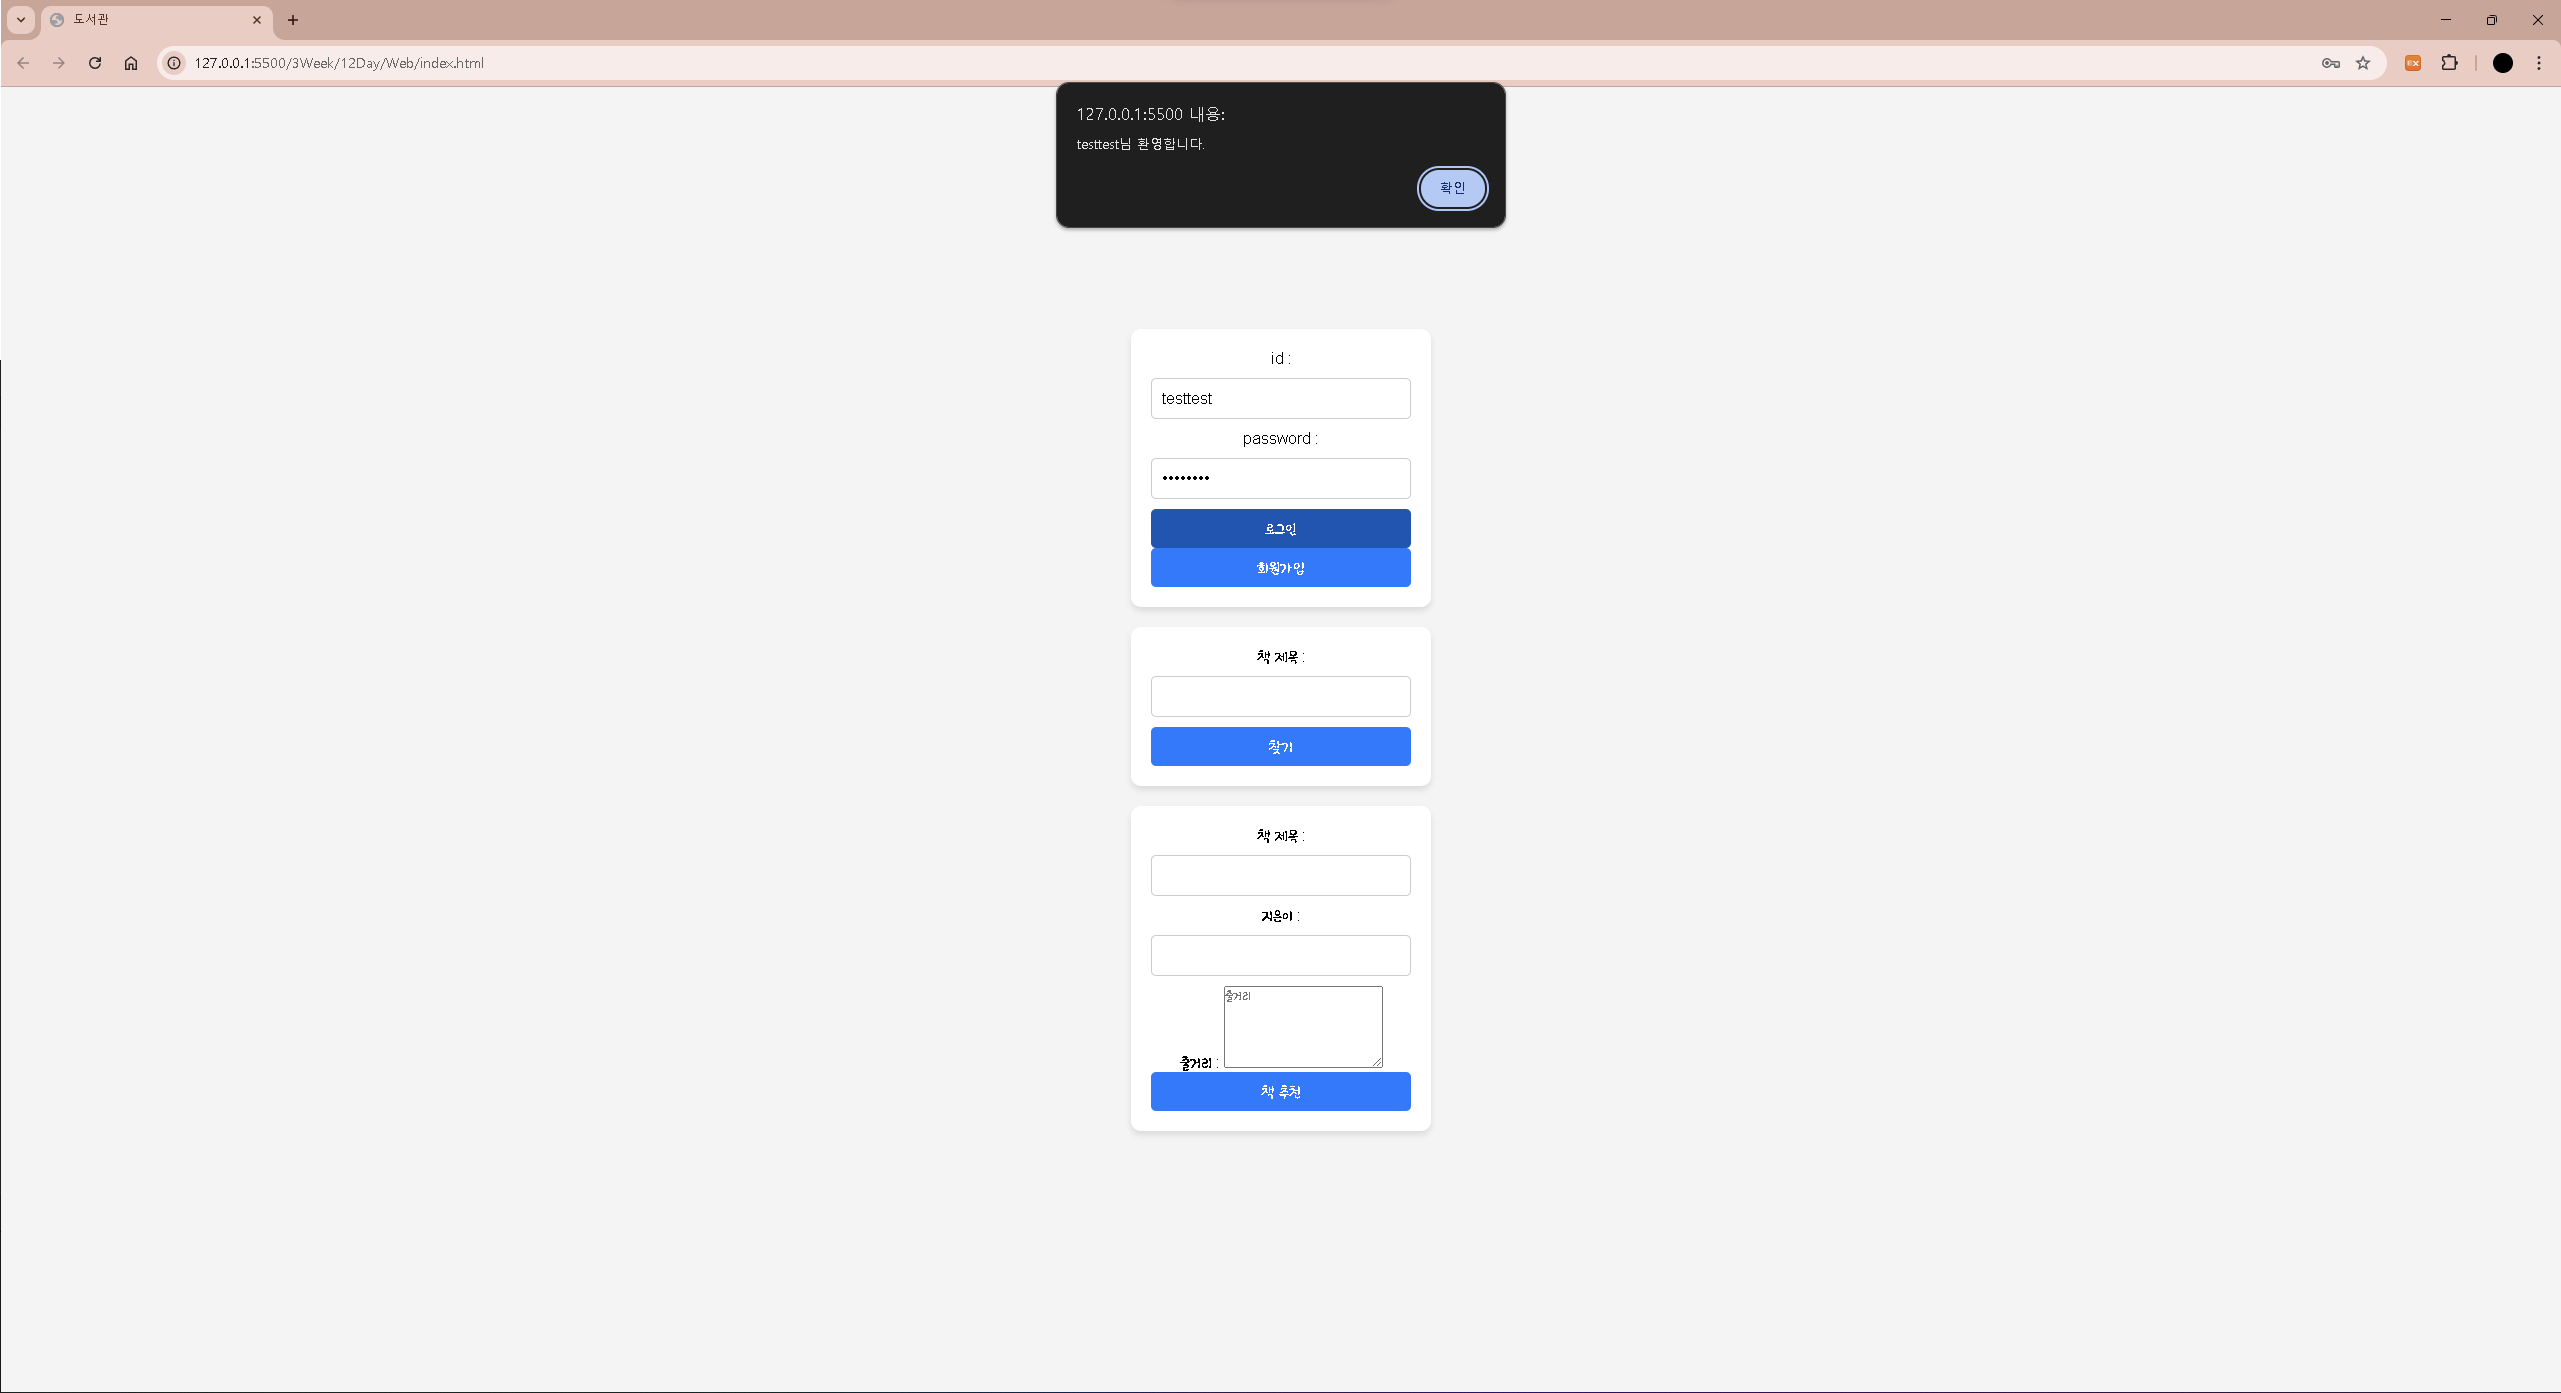 도서관
127.0.0.1:5500/3Week/12Day/Web/index.html
127.0.0.1:5500 내용:
testtest님 환영합니다.
확인
id :
testtest
password :
••••••••
로그인
회원가입
책 제목 :
찾기
책 제목 :
지은이 :
줄거리
줄거리 :
책 추천